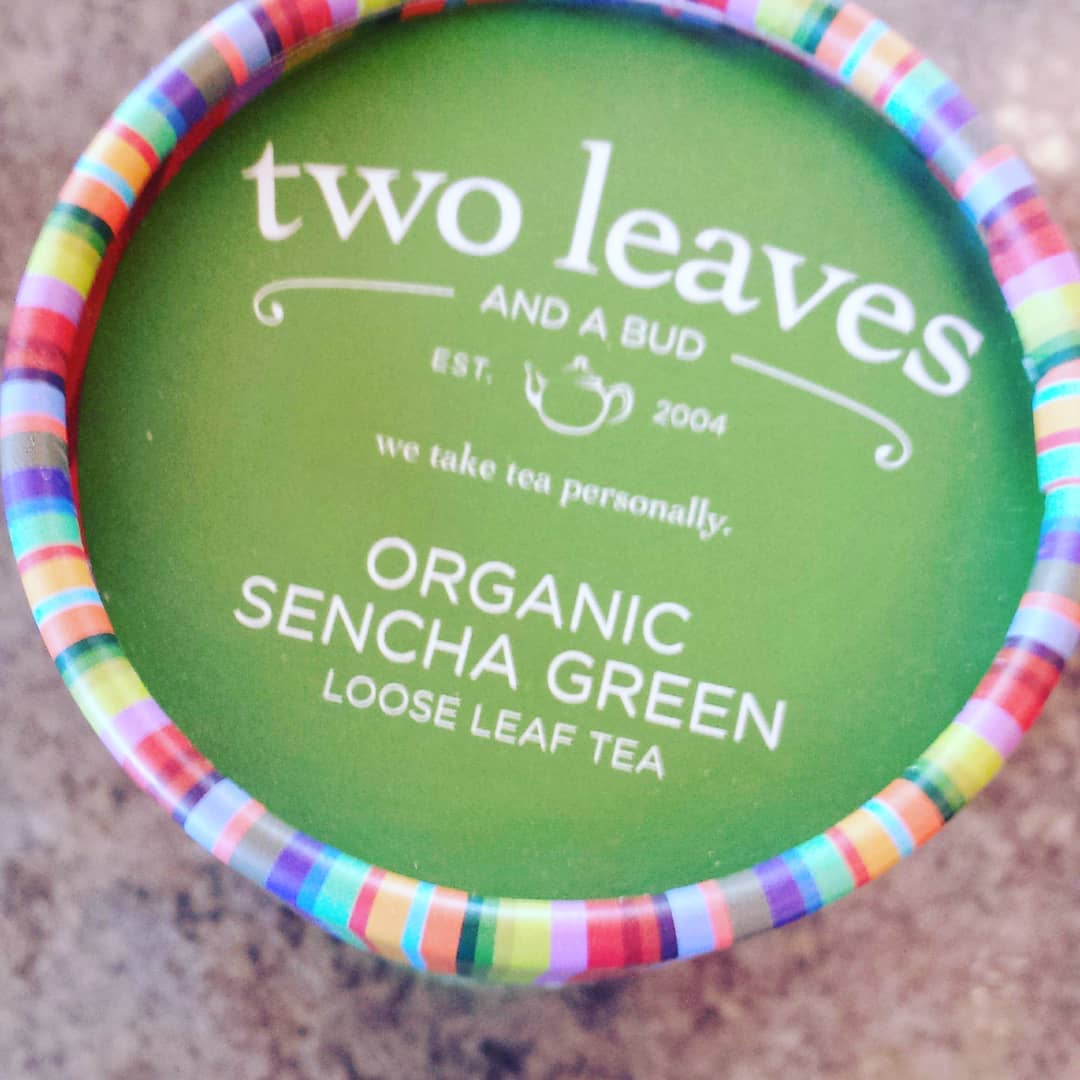 two leaves
AND A BUD
EST. 2004
we take tea personally.
ORGANIC
SENCHA GREEN
LOOSE LEAF TEA